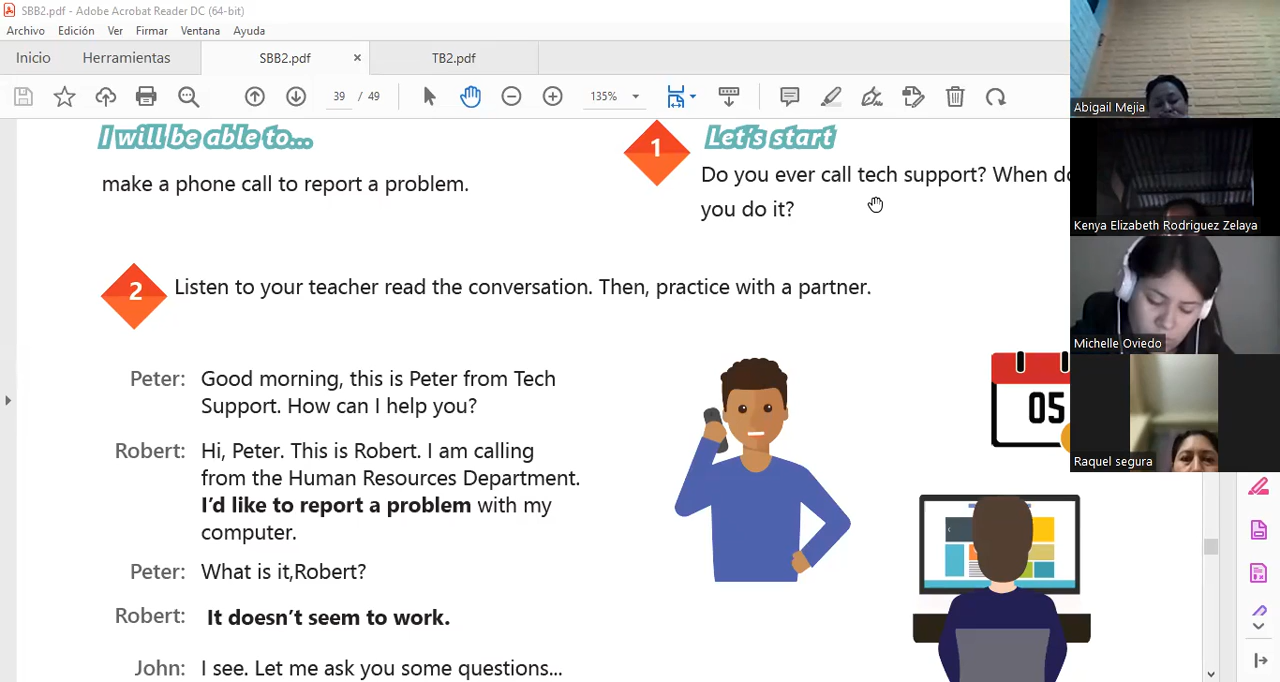 SBB2.pdf - Adobe Acrobat Reader DC (64-bit)
Archivo Edición Ver Firmar Ventana Ayuda
Inicio Herramientas SBB2.pdf × TB2.pdf
39 / 49 135%
I will be able to...
make a phone call to report a problem.
1 Let's start
Do you ever call tech support? When do
you do it?
2 Listen to your teacher read the conversation. Then, practice with a partner.
Peter: Good morning, this is Peter from Tech
Support. How can I help you?
Robert: Hi, Peter. This is Robert. I am calling
from the Human Resources Department.
I'd like to report a problem with my
computer.
Peter: What is it,Robert?
Robert: It doesn't seem to work.
John: I see. Let me ask you some questions...
05
Abigail Mejia
Kenya Elizabeth Rodriguez Zelaya
Michelle Oviedo
Raquel segura